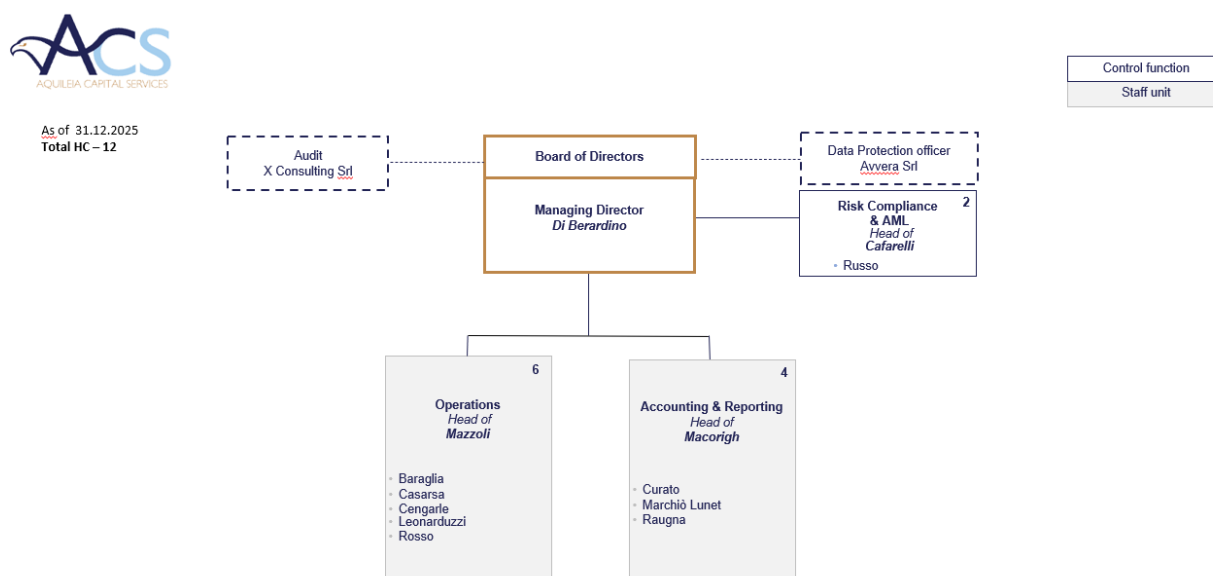 ACS
AQUILEIA CAPITAL SERVICES
Control function
Staff unit
As of 31.12.2025
Total HC – 12
Audit
X Consulting Srl
Board of Directors
Data Protection officer
Avvera Srl
Managing Director
Di Berardino
Risk Compliance 2
& AML
Head of
Cafarelli
• Russo
6
Operations
Head of
Mazzoli
• Baraglia
• Casarsa
• Cengarle
• Leonarduzzi
• Rosso
4
Accounting & Reporting
Head of
Macorigh
• Curato
• Marchiò Lunet
• Raugna